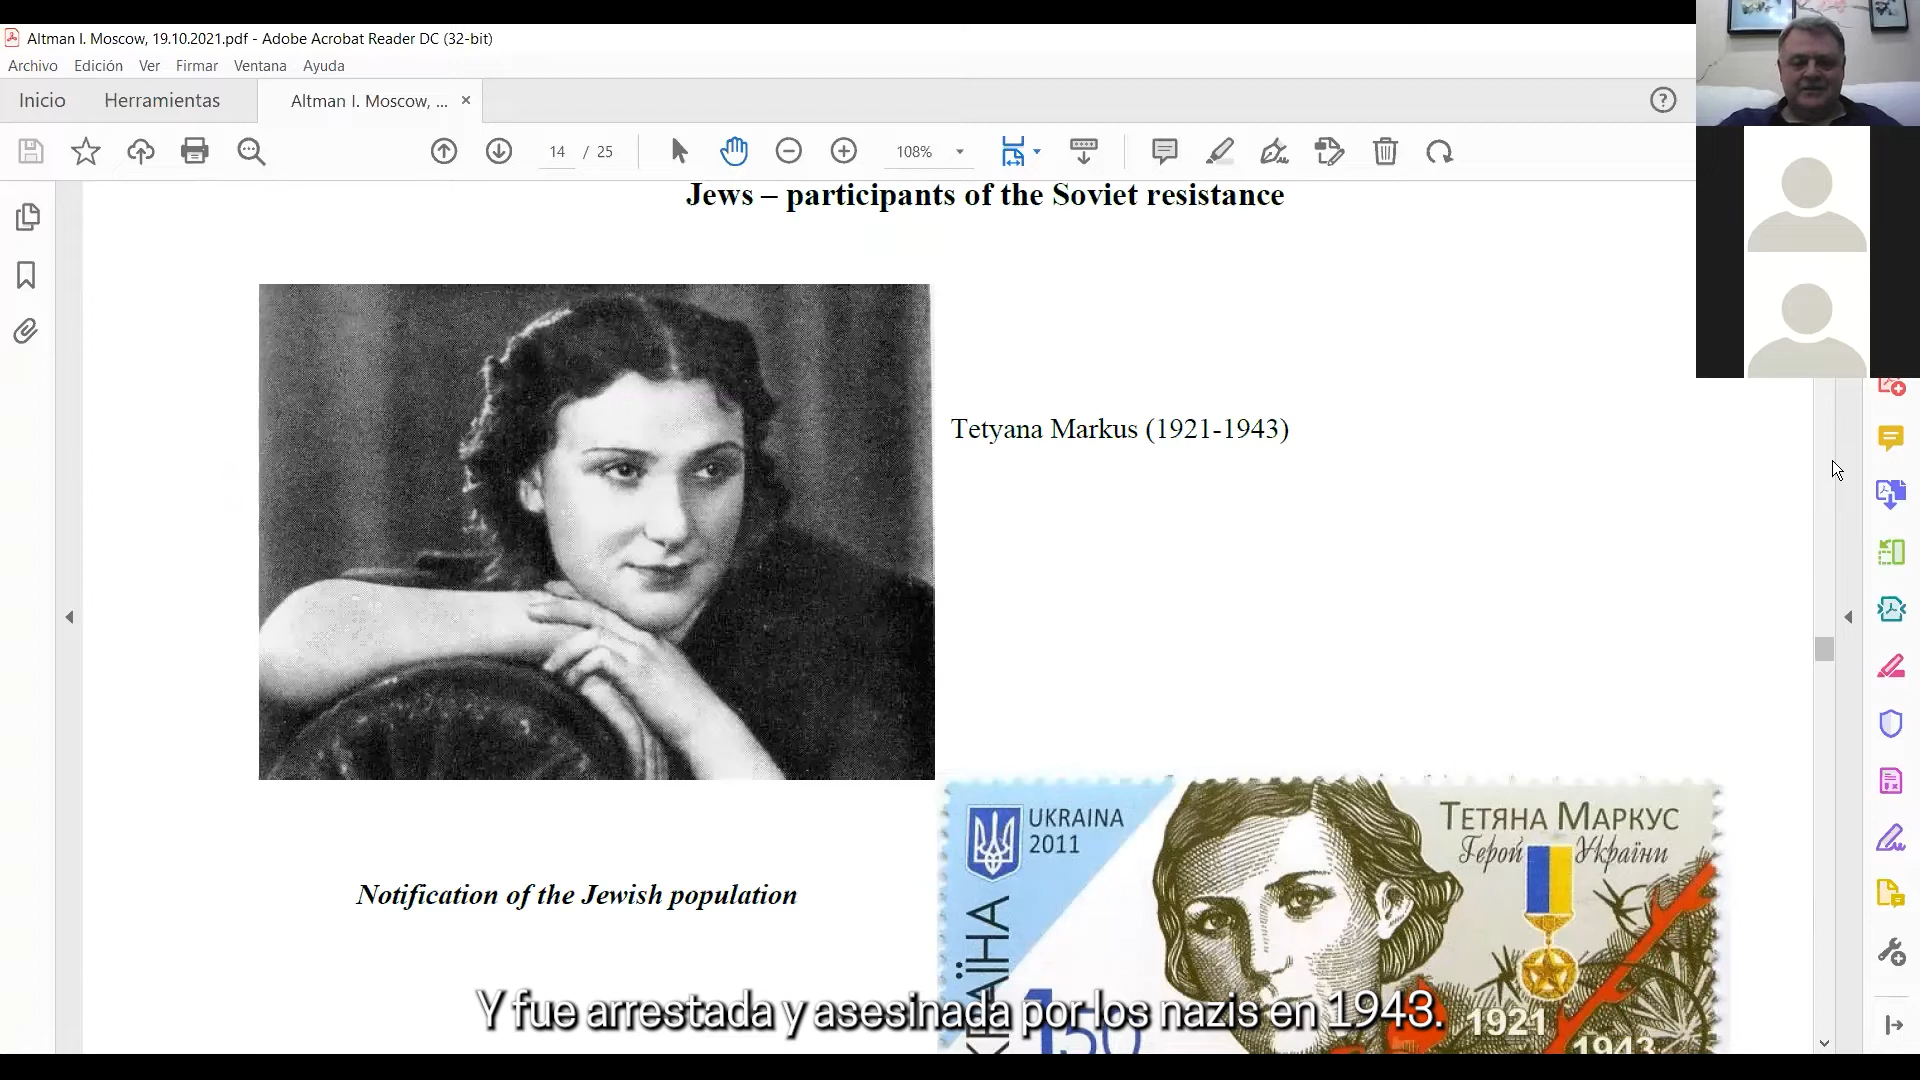 Altman I. Moscow, 19.10.2021.pdf - Adobe Acrobat Reader DC (32-bit)
Archivo Edición Ver Firmar Ventana Ayuda
Inicio Herramientas Altman I. Moscow, ... ×
14 / 25 108%
Jews – participants of the Soviet resistance
Tetyana Markus (1921-1943)
UKRAINA
2011
ТЕТЯНА МАРКУС
Герой України
Notification of the Jewish population
1 50
1921
1943
Y fue arrestada y asesinada por los nazis en 1943.